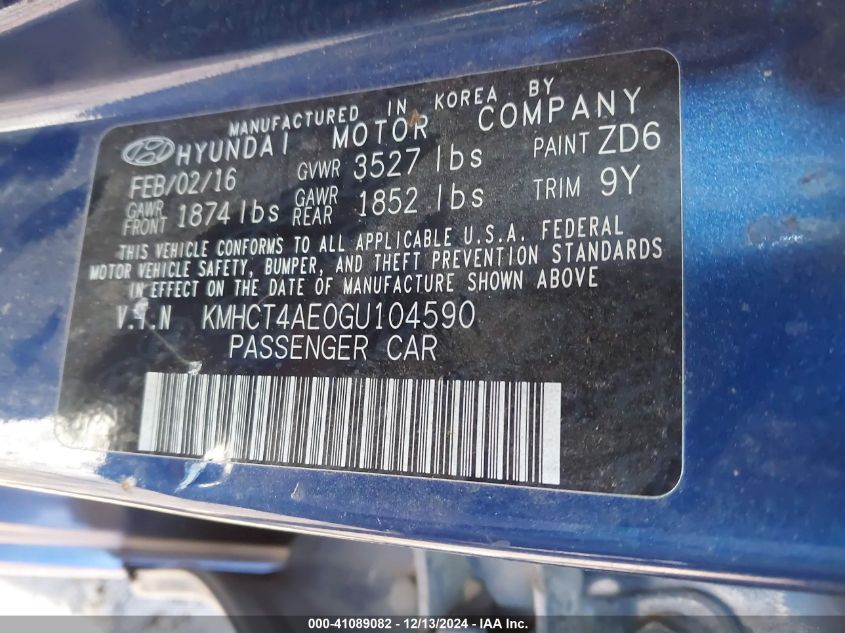 MANUFACTURED IN KOREA BY
HYUNDAI MOTOR COMPANY
FEB/02/16 GVWR 3527 lbs PAINT ZD6
GAWR FRONT 1874 lbs GAWR REAR 1852 lbs TRIM 9Y
THIS VEHICLE CONFORMS TO ALL APPLICABLE U.S.A. FEDERAL
MOTOR VEHICLE SAFETY, BUMPER, AND THEFT PREVENTION STANDARDS
IN EFFECT ON THE DATE OF MANUFACTURE SHOWN ABOVE
V.I.N KMHCT4AE0GU104590
PASSENGER CAR
000-41089082 - 12/13/2024 - IAA Inc.